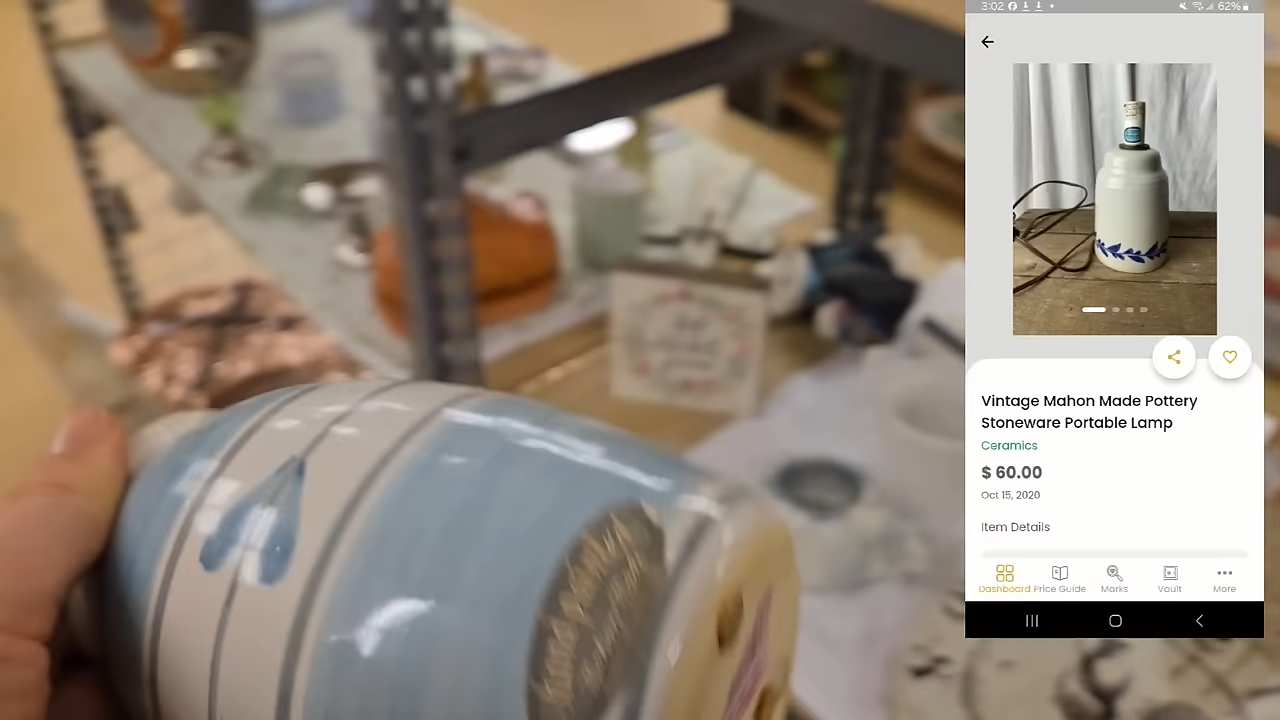 3:02
62%
Vintage Mahon Made Pottery
Stoneware Portable Lamp
Ceramics
$ 60.00
Oct 15, 2020
Item Details
Dashboard
Price Guide
Marks
Vault
More